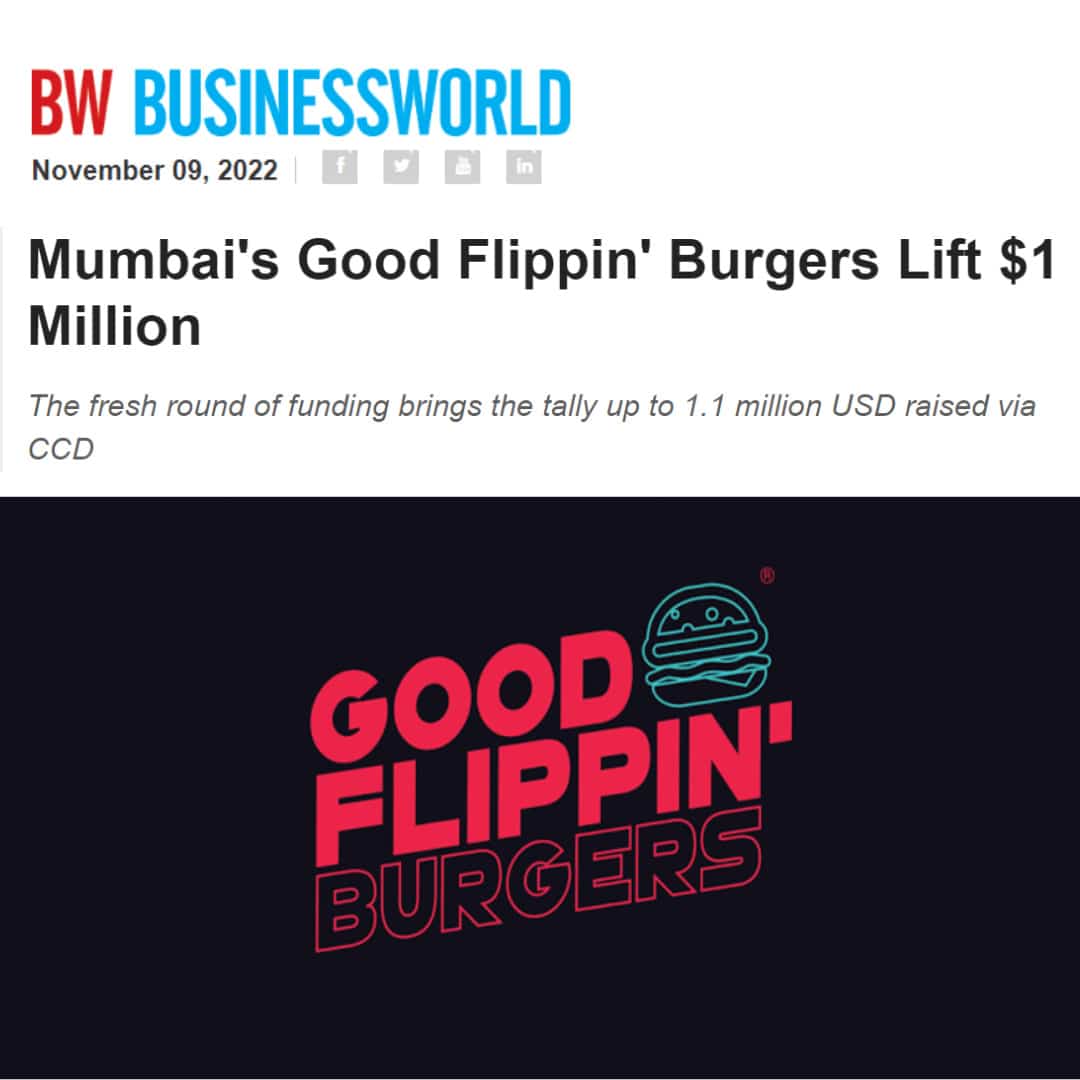 BW BUSINESSWORLD
November 09, 2022
f in
Mumbai's Good Flippin' Burgers Lift $1
Million
The fresh round of funding brings the tally up to 1.1 million USD raised via
CCD
®
GOOD
FLIPPIN'
BURGERS